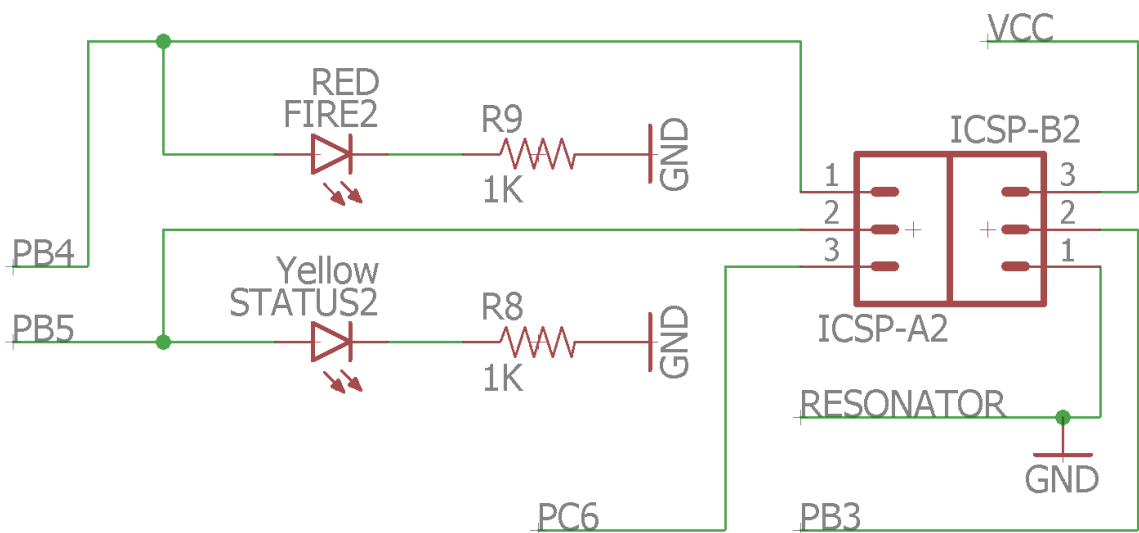 VCC
RED
FIRE2
R9
1K
GND
ICSP-B2
1
2
3
3
2
1
ICSP-A2
PB4
Yellow
STATUS2
PB5
R8
1K
GND
RESONATOR
GND
PC6
PB3